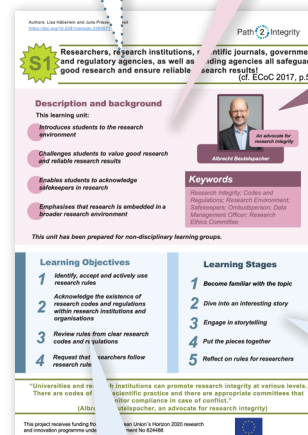 Authors: Lisa Häberlein and Julia
https://doi.org/10.5281/zenodo
Path 2 Integrity
S1
Researchers, research institutions, journals, governme
and regulatory agencies, as well as agencies all safeguar
good research and ensure reliable research results!
(cf. ECoC 2017, p.5
Description and background
This learning unit:
Introduces students to the research
environment
Challenges students to value good research
and reliable research results
Enables students to acknowledge
safekeepers in research
Emphasises that research is embedded in a
broader research environment
An advocate for
research integrity
Albrecht Beutelspacher
Keywords
Research Integrity; Codes and
Regulations; Research Environment;
Safekeepers; Ombudsperson; Data
Management Officer; Research
Ethics Committee
This unit has been prepared for non-disciplinary learning groups.
Learning Objectives
1 Identify, accept and actively use
research rules
2 Acknowledge the existence of
research codes and regulations
within research institutions and
organisations
3 Review rules from clear research
codes and regulations
4 Request that researchers follow
research rules
Learning Stages
1 Become familiar with the topic
2 Dive into an interesting story
3 Engage in storytelling
4 Put the pieces together
5 Reflect on rules for researchers
"Universities and institutions can promote research integrity at various levels.
There are codes of scientific practice and there are appropriate committees that
monitor compliance in case of conflict."
(Albrecht Beutelspacher, an advocate for research integrity)
This project receives funding from European Union's Horizon 2020 research
and innovation programme under No 824488